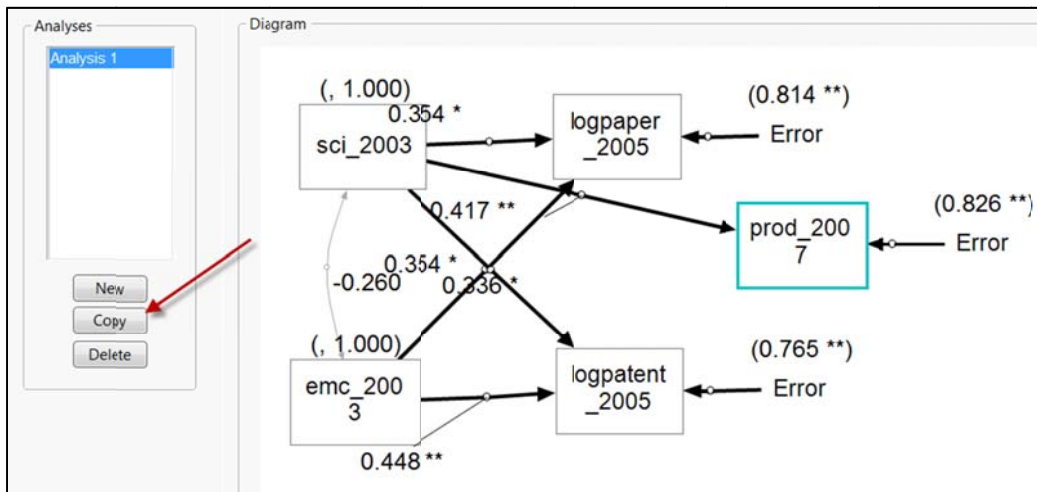 Analyses
Analysis 1
New
Copy
Delete
Diagram
(, 1.000)
sci_2003
0.354 *
logpaper
_2005
(0.814 **)
Error
0.417 **
prod_200
7
(0.826 **)
Error
-0.260
0.354 *
0.336 *
(, 1.000)
emc_200
3
0.448 **
logpatent
_2005
(0.765 **)
Error